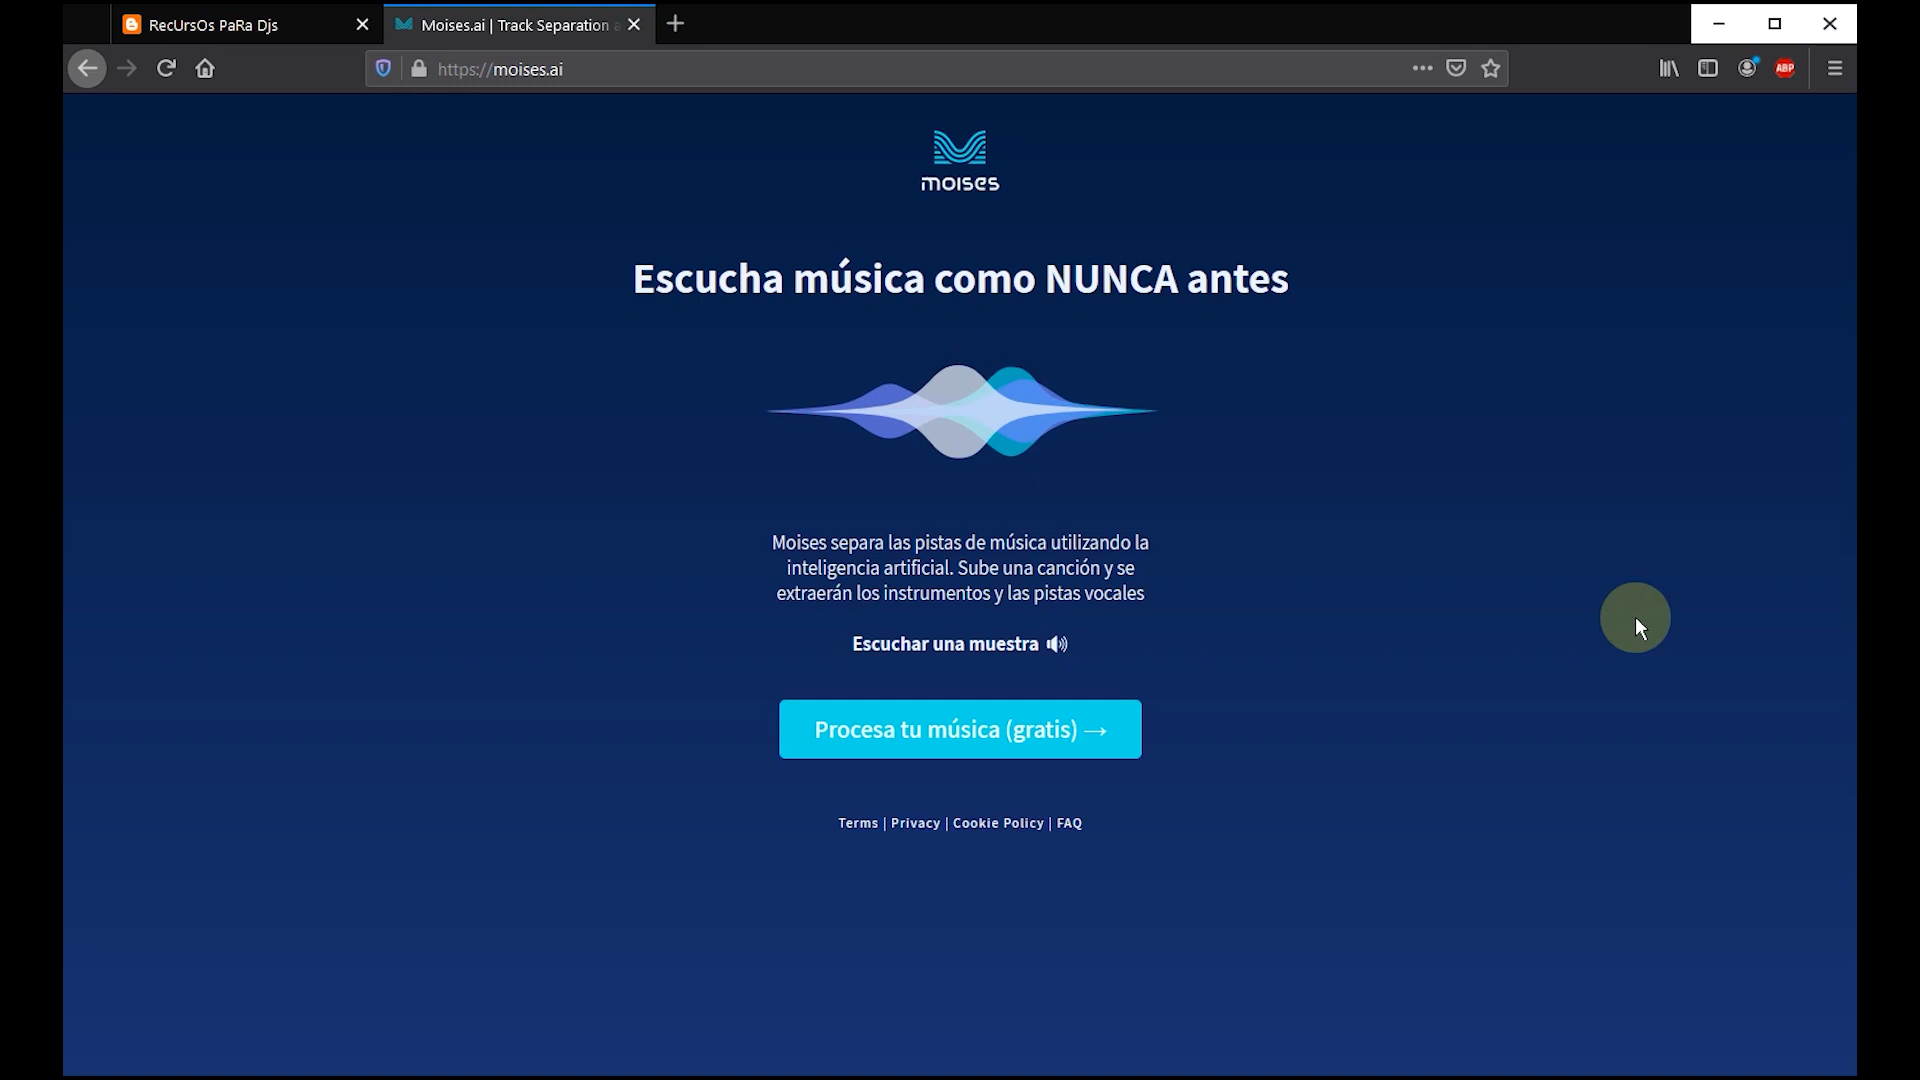 RecUrsOs PaRa Djs
Moises.ai | Track Separation
https://moises.ai
ABP
moises
Escucha música como NUNCA antes
Moises separa las pistas de música utilizando la
inteligencia artificial. Sube una canción y se
extraerán los instrumentos y las pistas vocales
Escuchar una muestra
Procesa tu música (gratis) →
Terms | Privacy | Cookie Policy | FAQ